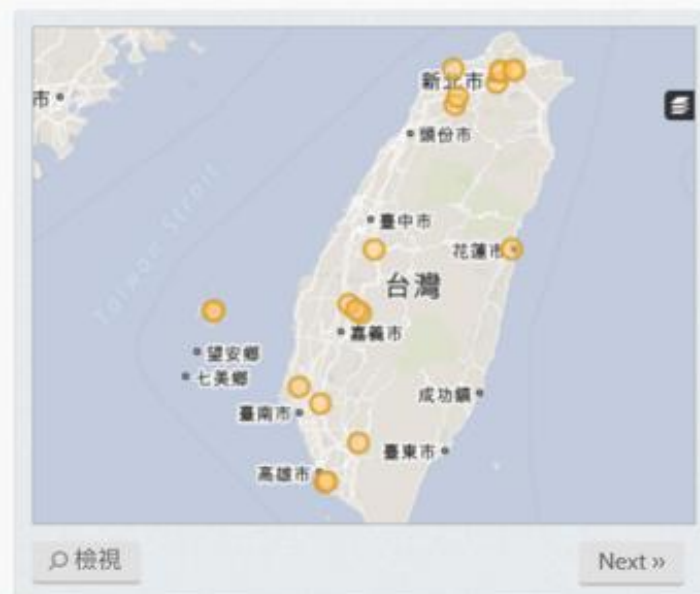 新北市
市
頭份市
Taiwan Strait
臺中市
花蓮市
台灣
嘉義市
望安鄉
七美鄉
成功鎮
臺南市
臺東市
高雄市
檢視
Next »